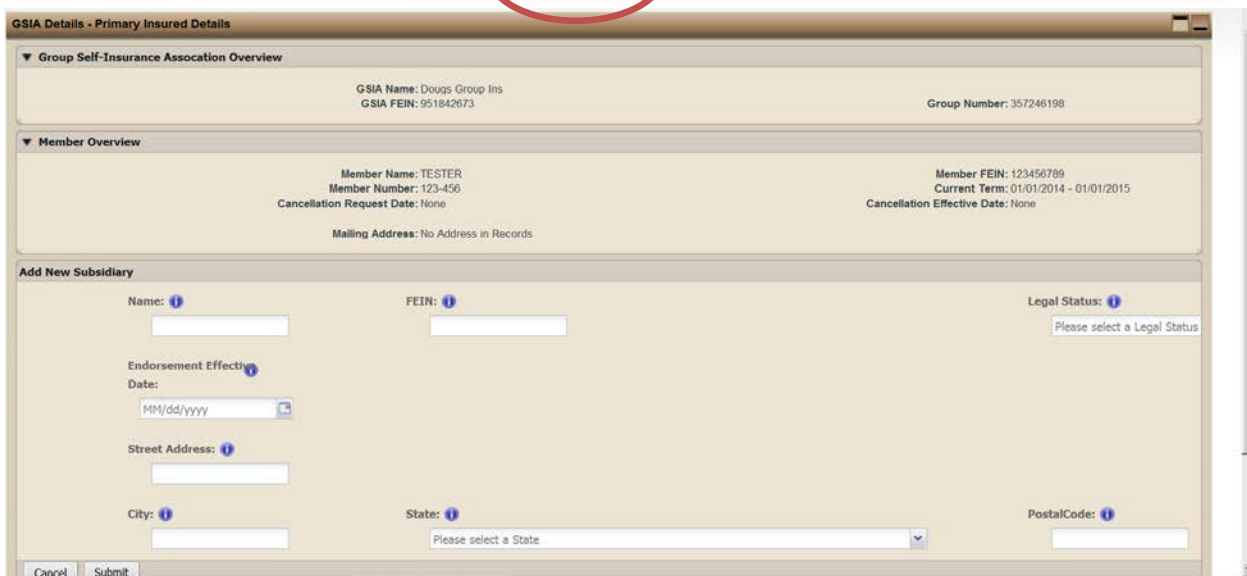 GSIA Details - Primary Insured Details
Group Self-Insurance Assocation Overview
GSIA Name: Dougs Group Ins
GSIA FEIN: 951842673 Group Number: 357246198
Member Overview
Member Name: TESTER Member FEIN: 123456789
Member Number: 123-456 Current Term: 01/01/2014 - 01/01/2015
Cancellation Request Date: None Cancellation Effective Date: None
Mailing Address: No Address in Records
Add New Subsidiary
Name: FEIN: Legal Status:
Please select a Legal Status
Endorsement Effective
Date:
MM/dd/yyyy
Street Address:
City: State: PostalCode:
Please select a State
Cancel Submit